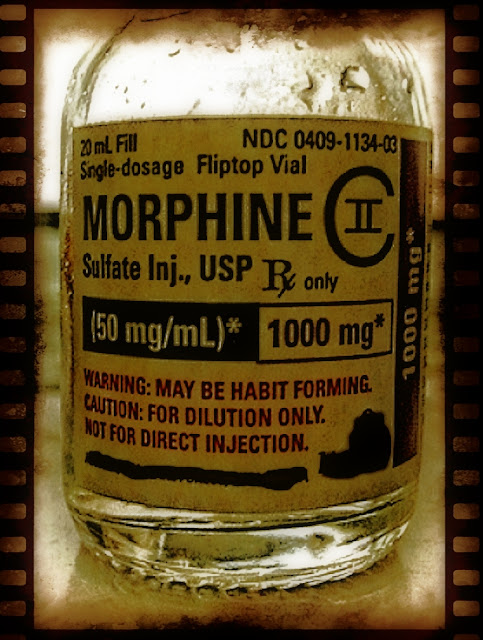 20 mL Fill NDC 0409-1134-03
Single-dosage Fliptop Vial
MORPHINE CII
Sulfate Inj., USP Rx only
(50 mg/mL)* 1000 mg*
WARNING: MAY BE HABIT FORMING.
CAUTION: FOR DILUTION ONLY.
NOT FOR DIRECT INJECTION.
1000 mg*